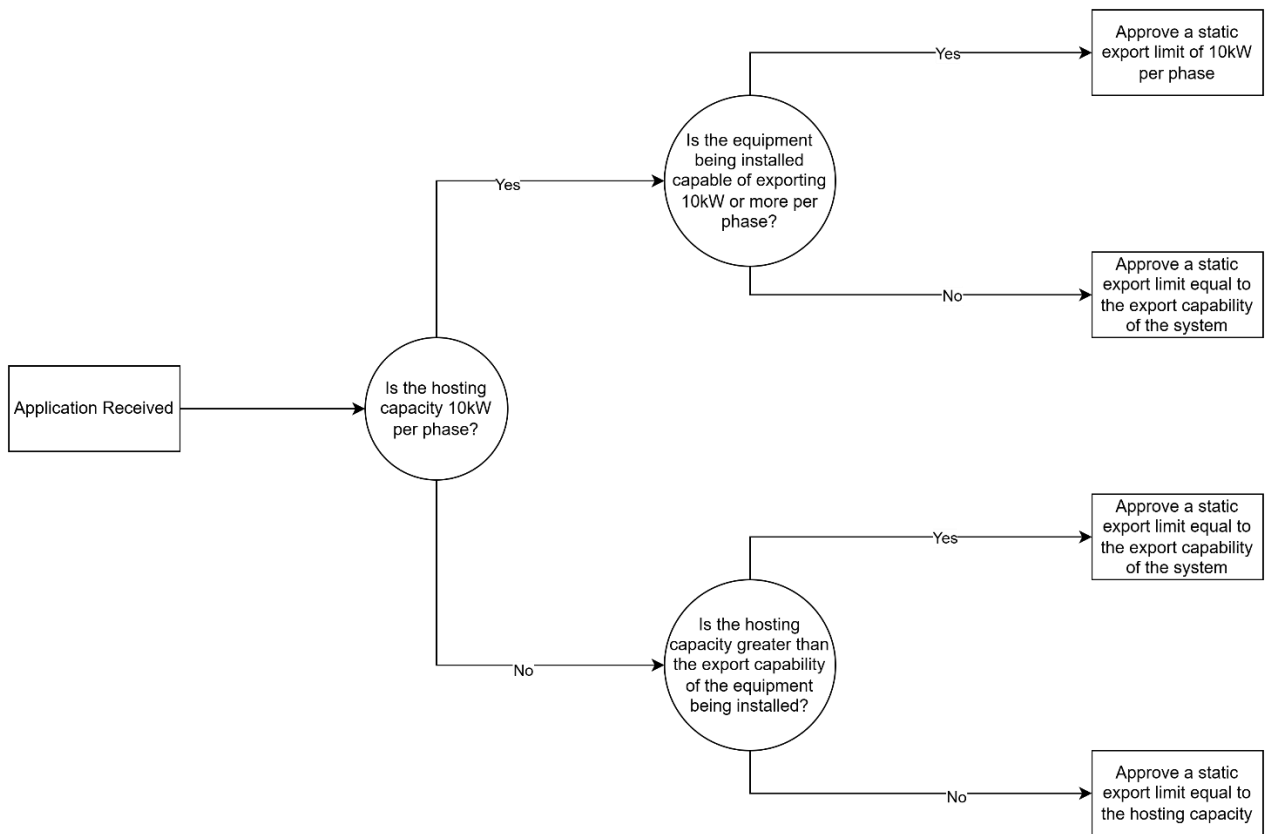 Application Received
Is the hosting
capacity 10kW
per phase?
Yes
No
Is the equipment
being installed
capable of exporting
10kW or more per
phase?
Yes
No
Approve a static
export limit of 10kW
per phase
Approve a static
export limit equal to
the export capability
of the system
Is the hosting
capacity greater than
the export capability
of the equipment
being installed?
Yes
No
Approve a static
export limit equal to
the export capability
of the system
Approve a static
export limit equal to
the hosting capacity